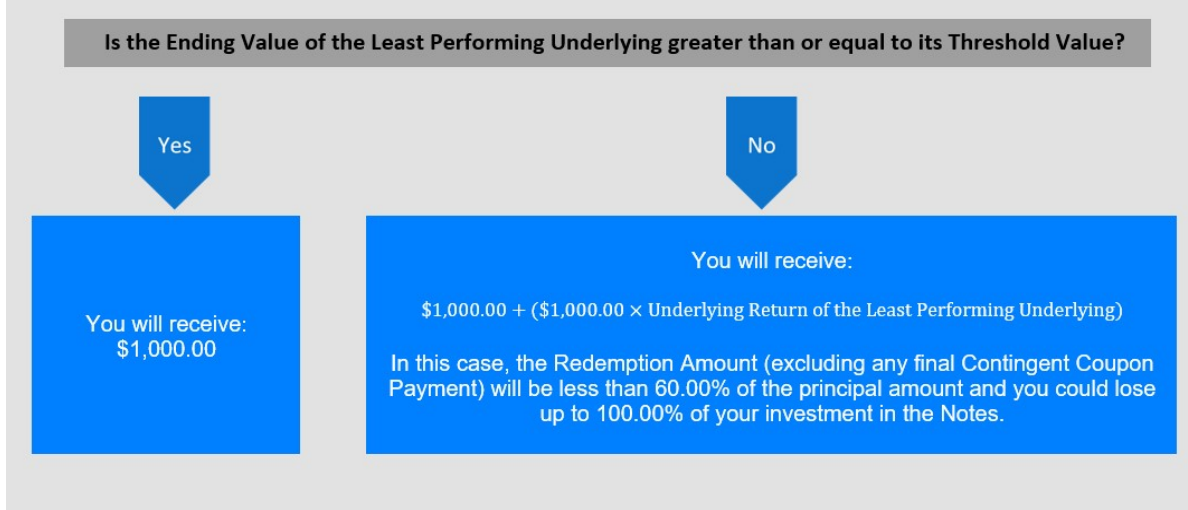 Is the Ending Value of the Least Performing Underlying greater than or equal to its Threshold Value?
Yes
No
You will receive:
$1,000.00
You will receive:
$1,000.00 + ($1,000.00 × Underlying Return of the Least Performing Underlying)
In this case, the Redemption Amount (excluding any final Contingent Coupon
Payment) will be less than 60.00% of the principal amount and you could lose
up to 100.00% of your investment in the Notes.